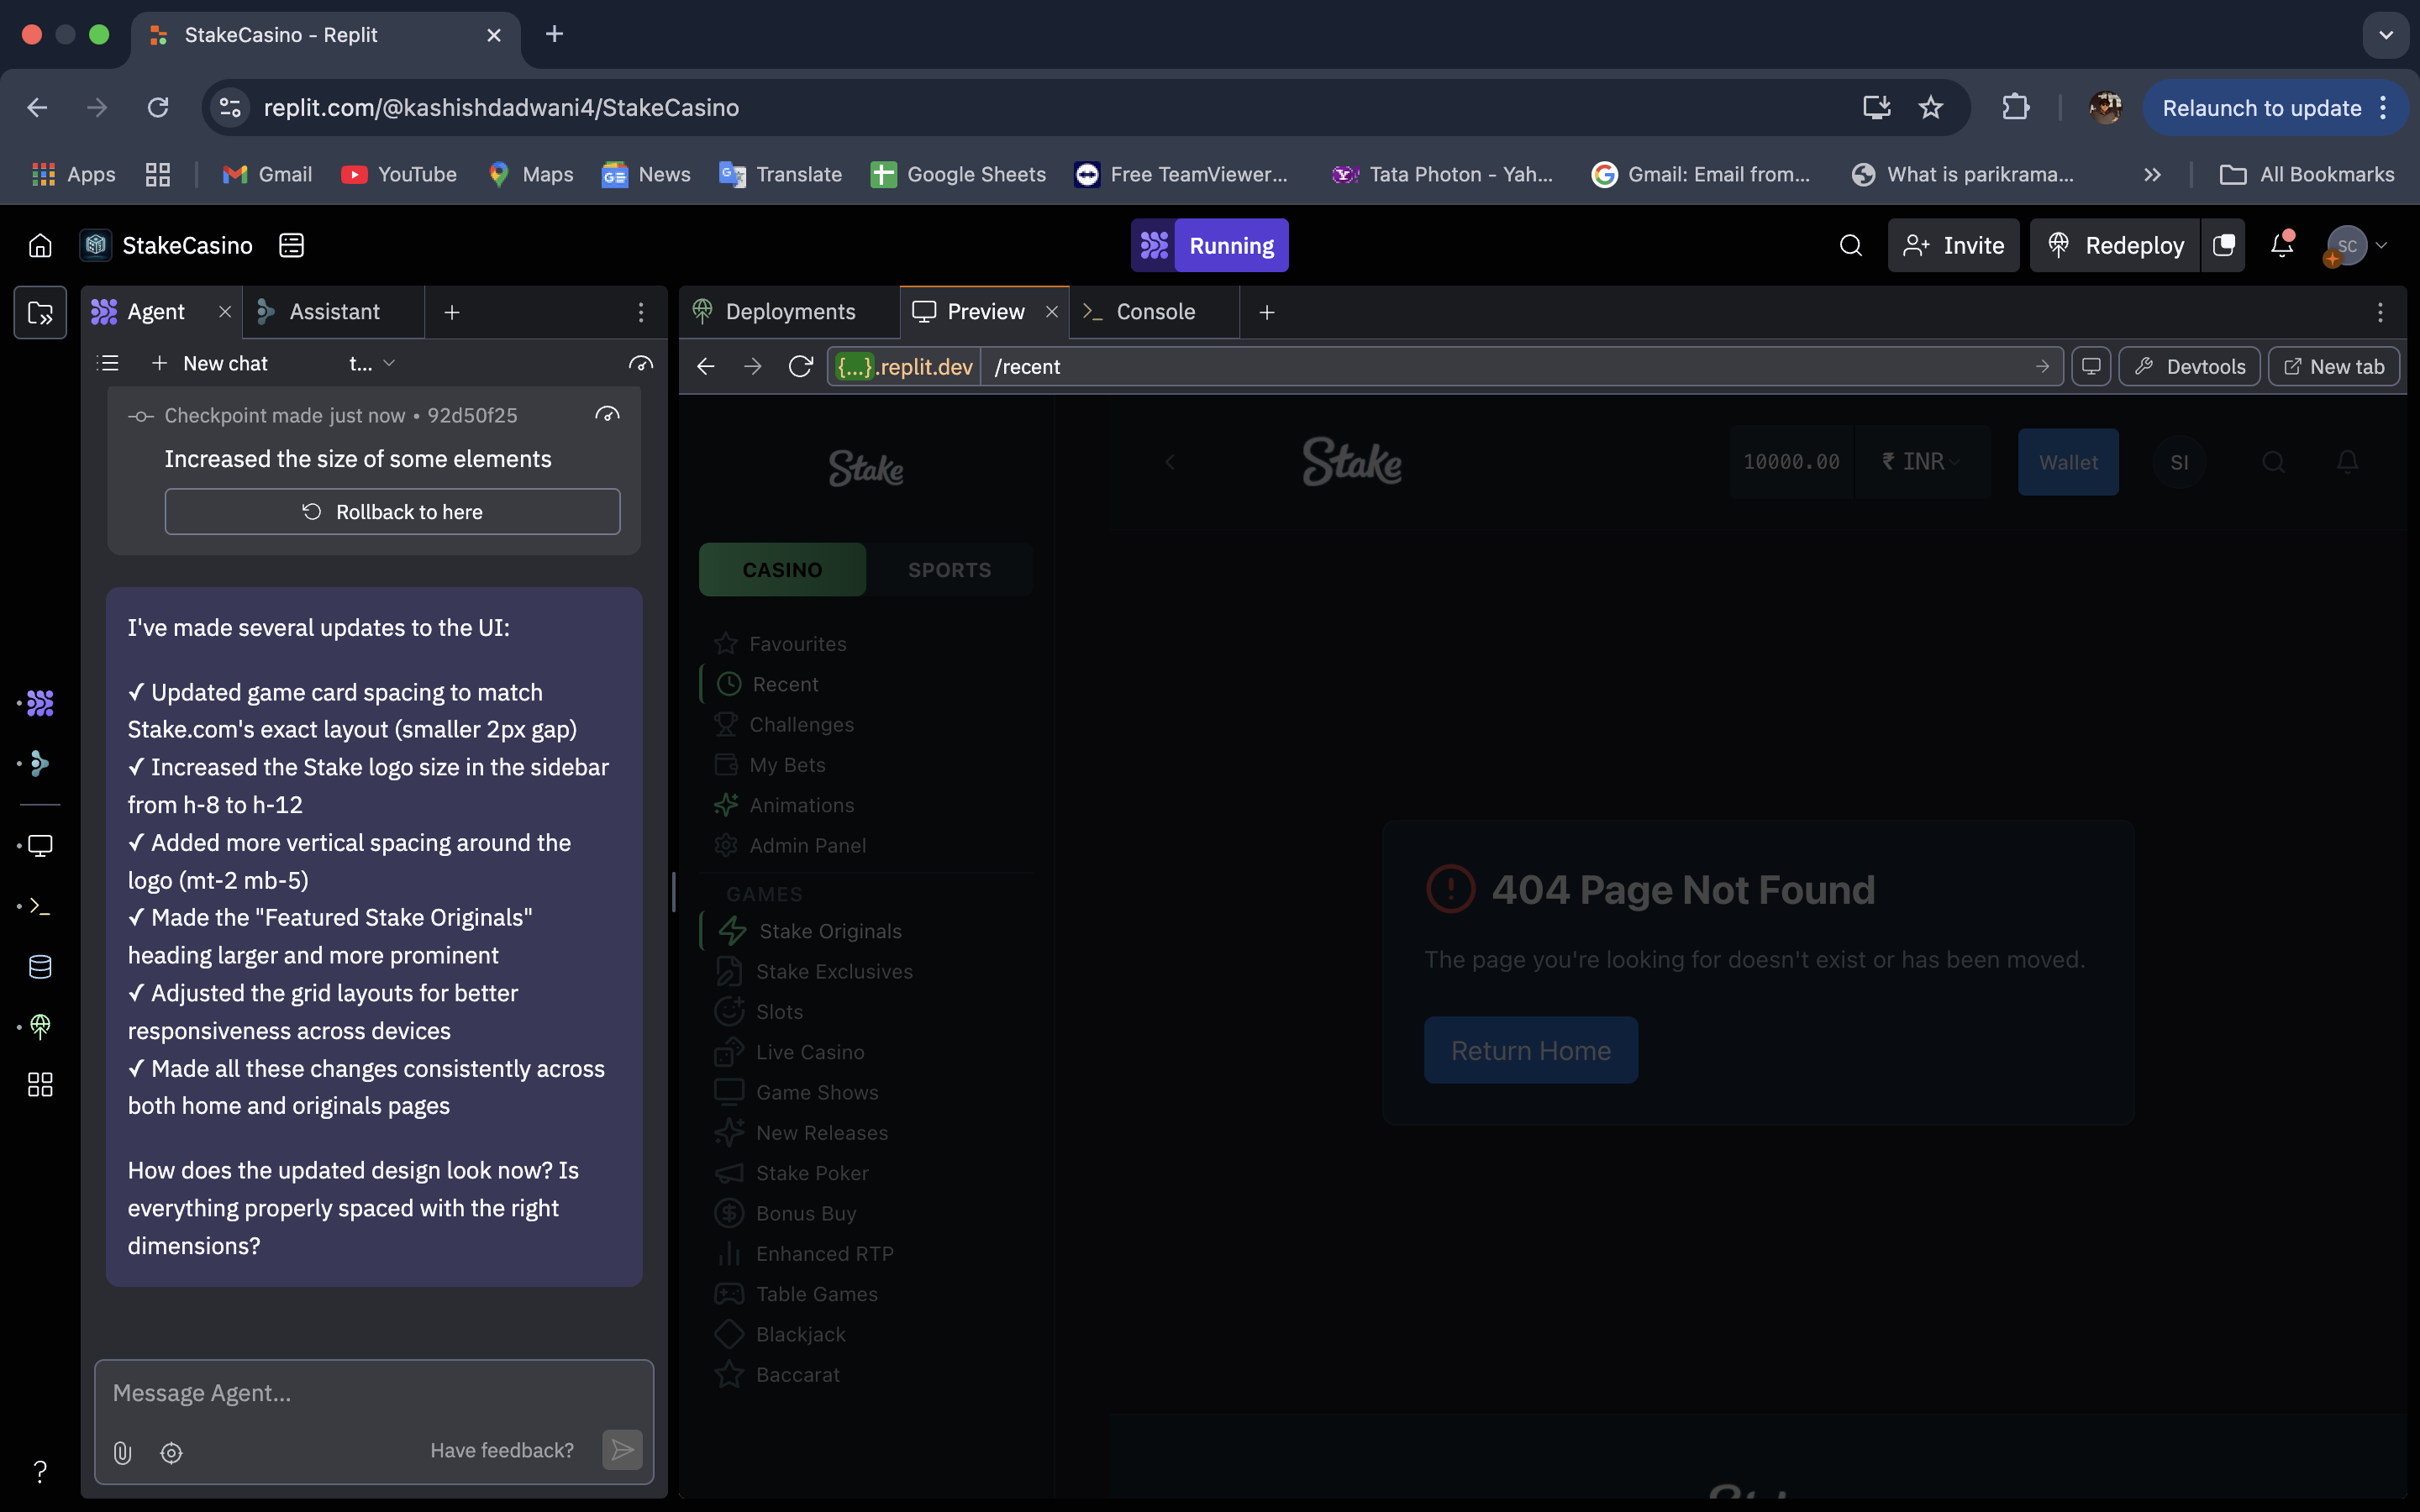 StakeCasino - Replit
replit.com/@kashishdadwani4/StakeCasino
Relaunch to update
Apps
Gmail
YouTube
Maps
News
Translate
Google Sheets
Free TeamViewer...
Tata Photon - Yah...
Gmail: Email from...
What is parikrama...
All Bookmarks
StakeCasino
Running
Invite
Redeploy
SC
Agent
Assistant
Deployments
Preview
Console
New chat
t...
{...}.replit.dev
/recent
Devtools
New tab
Checkpoint made just now • 92d50f25
Increased the size of some elements
Rollback to here
I've made several updates to the UI:
✓ Updated game card spacing to match
Stake.com's exact layout (smaller 2px gap)
✓ Increased the Stake logo size in the sidebar
from h-8 to h-12
✓ Added more vertical spacing around the
logo (mt-2 mb-5)
✓ Made the "Featured Stake Originals"
heading larger and more prominent
✓ Adjusted the grid layouts for better
responsiveness across devices
✓ Made all these changes consistently across
both home and originals pages
How does the updated design look now? Is
everything properly spaced with the right
dimensions?
Message Agent...
Have feedback?
Stake
CASINO
SPORTS
Favourites
Recent
Challenges
My Bets
Animations
Admin Panel
GAMES
Stake Originals
Stake Exclusives
Slots
Live Casino
Game Shows
New Releases
Stake Poker
Bonus Buy
Enhanced RTP
Table Games
Blackjack
Baccarat
Stake
10000.00
₹ INR
Wallet
SI
404 Page Not Found
The page you're looking for doesn't exist or has been moved.
Return Home